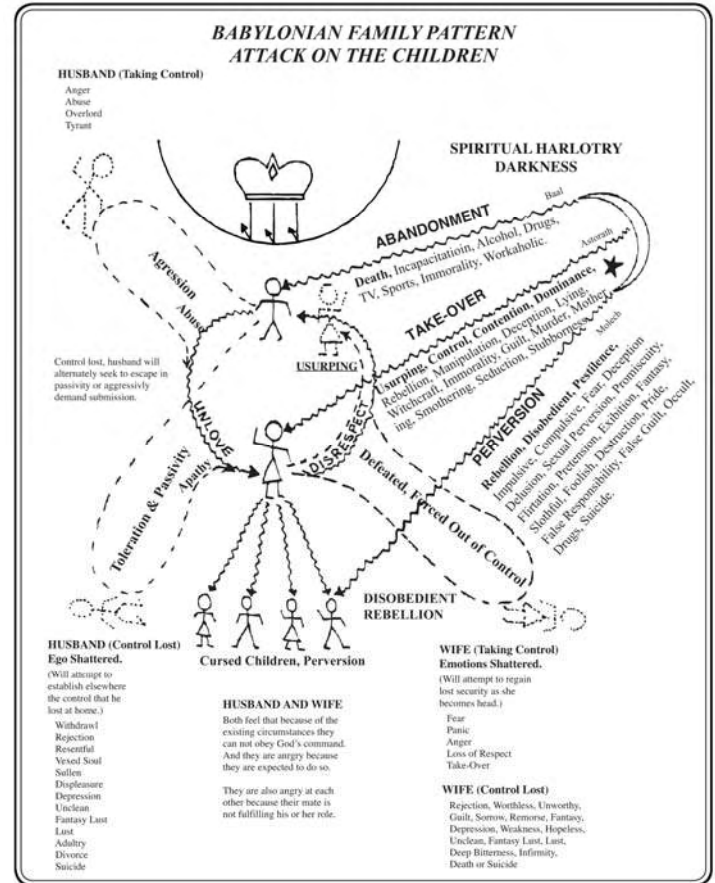 BABYLONIAN FAMILY PATTERN
ATTACK ON THE CHILDREN
HUSBAND (Taking Control)
Anger
Abuse
Overlord
Tyrant
SPIRITUAL HARLOTRY
DARKNESS
Baal
Astorath
Molech
ABANDONMENT
Death, Incapacitatioin, Alcohol, Drugs,
TV, Sports, Immorality, Workaholic.
TAKE-OVER
Usurping, Control, Contention, Dominance,
Rebellion, Manipulation, Deception, Lying,
Witchcraft, Immorality, Guilt, Murder, Mother
ing, Smothering, Seduction, Stubborness
PERVERSION
Rebellion, Disobedient, Pestilence,
Impulsive, Compulsive, Fear, Deception
Delusion, Sexual Perversion, Promiscuity,
Flirtation, Pretension, Exibition, Fantasy,
Slothful, Foolish, Destruction, Pride,
False Responsibility, False Guilt, Occult,
Drugs, Suicide.
Agression
Abuse
USURPING
Control lost, husband will
alternately seek to escape in
passivity or aggressivly
demand submission.
UNLOVE
DISRESPECT
Toleration & Passivity
Apathy
Defeated, Forced Out of Control
DISOBEDIENT
REBELLION
Cursed Children, Perversion
HUSBAND (Control Lost)
Ego Shattered.
(Will attempt to
establish elsewhere
the control that he
lost at home.)
Withdrawl
Rejection
Resentful
Vexed Soul
Sullen
Displeasure
Depression
Unclean
Fantasy Lust
Lust
Adultry
Divorce
Suicide
HUSBAND AND WIFE
Both feel that because of the
existing circumstances they
can not obey God's command.
And they are anrgry because
they are expected to do so.
They are also angry at each
other because their mate is
not fulfilling his or her role.
WIFE (Taking Control)
Emotions Shattered.
(Will attempt to regain
lost security as she
becomes head.)
Fear
Panic
Anger
Loss of Respect
Take-Over
WIFE (Control Lost)
Rejection, Worthless, Unworthy,
Guilt, Sorrow, Remorse, Fantasy,
Depression, Weakness, Hopeless,
Unclean, Fantasy Lust, Lust,
Deep Bitterness, Infirmity,
Death or Suicide